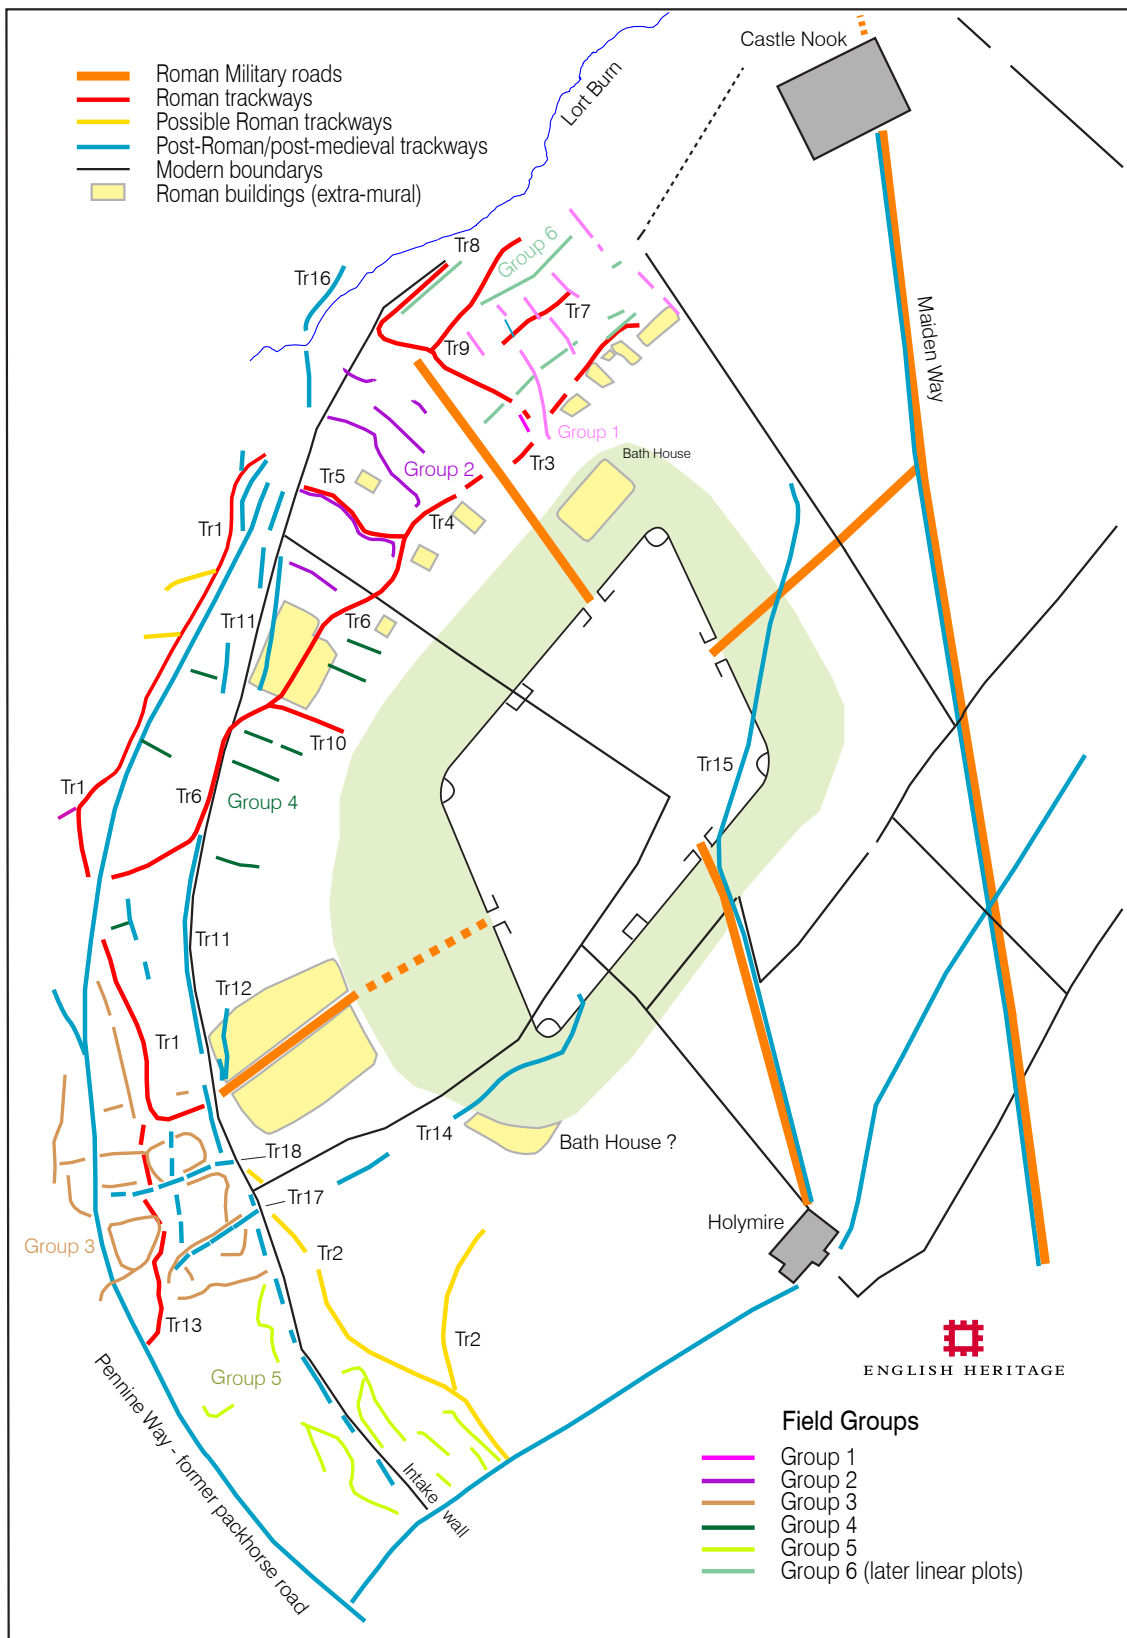 Castle Nook
Lort Burn
Roman Military roads
Roman trackways
Possible Roman trackways
Post-Roman/post-medieval trackways
Modern boundarys
Roman buildings (extra-mural)
Tr8
Group 6
Tr16
Tr7
Maiden Way
Tr9
Group 1
Bath House
Tr3
Group 2
Tr5
Tr4
Tr1
Tr11
Tr6
Tr10
Tr15
Tr1
Tr6
Group 4
Tr11
Tr12
Tr1
Tr14
Bath House ?
Tr18
Tr17
Holymire
Group 3
Tr2
Tr13
Tr2
Group 5
Pennine Way - former packhorse road
Intake wall
ENGLISH HERITAGE
Field Groups
Group 1
Group 2
Group 3
Group 4
Group 5
Group 6 (later linear plots)